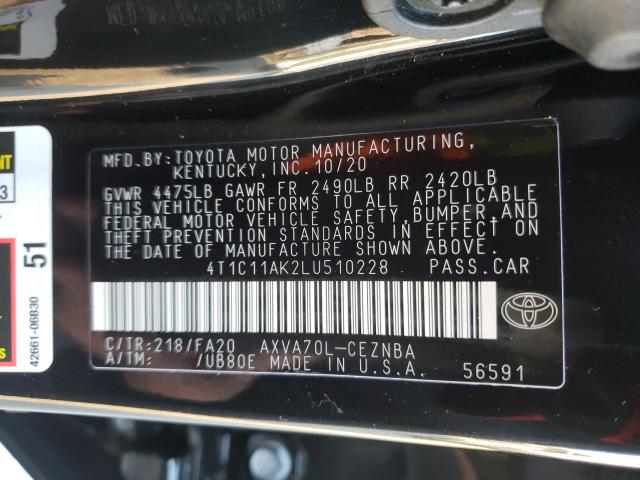 MFD.BY:TOYOTA MOTOR MANUFACTURING,
KENTUCKY,INC.10/20
GVWR 4475LB GAWR FR 2490LB RR 2420LB
THIS VEHICLE CONFORMS TO ALL APPLICABLE
FEDERAL MOTOR VEHICLE SAFETY,BUMPER,AND
THEFT PREVENTION STANDARDS IN EFFECT ON
THE DATE OF MANUFACTURE SHOWN ABOVE.
4T1C11AK2LU510228 PASS.CAR
C/TR:218/FA20 AXVA70L-CEZNBA
A/TM: /UB80E MADE IN U.S.A. 56591
51
42661-06B30
3